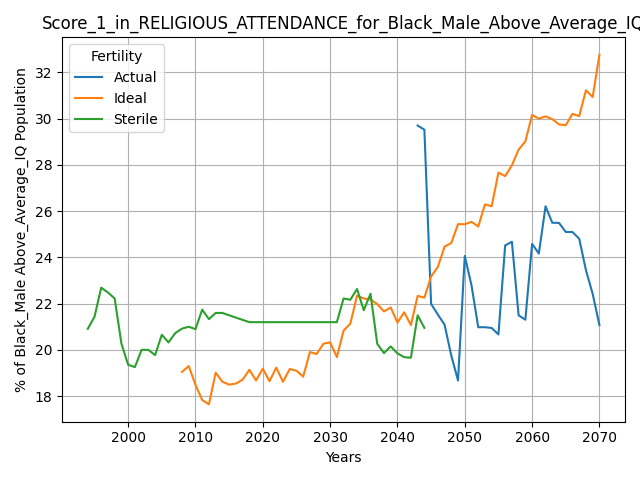 Score_1_in_RELIGIOUS_ATTENDANCE_for_Black_Male_Above_Average_IQ
Fertility
Actual
Ideal
Sterile
% of Black_Male Above_Average_IQ Population
32
30
28
26
24
22
20
18
2000 2010 2020 2030 2040 2050 2060 2070
Years